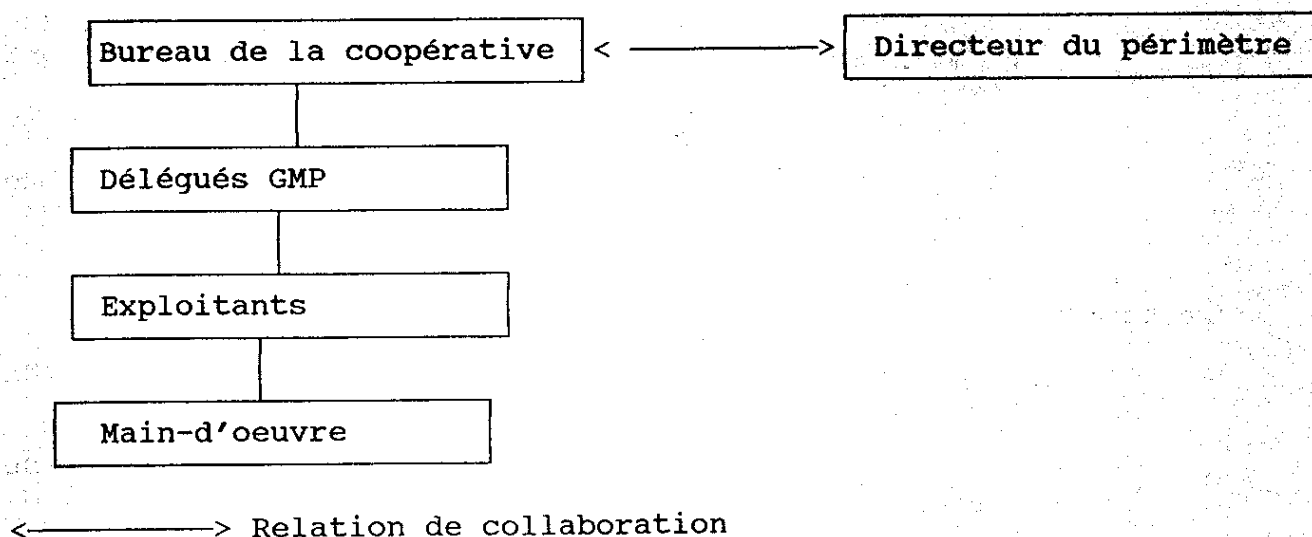 Bureau de la coopérative < ————> Directeur du périmètre
Délégués GMP
Exploitants
Main-d'oeuvre
<————> Relation de collaboration